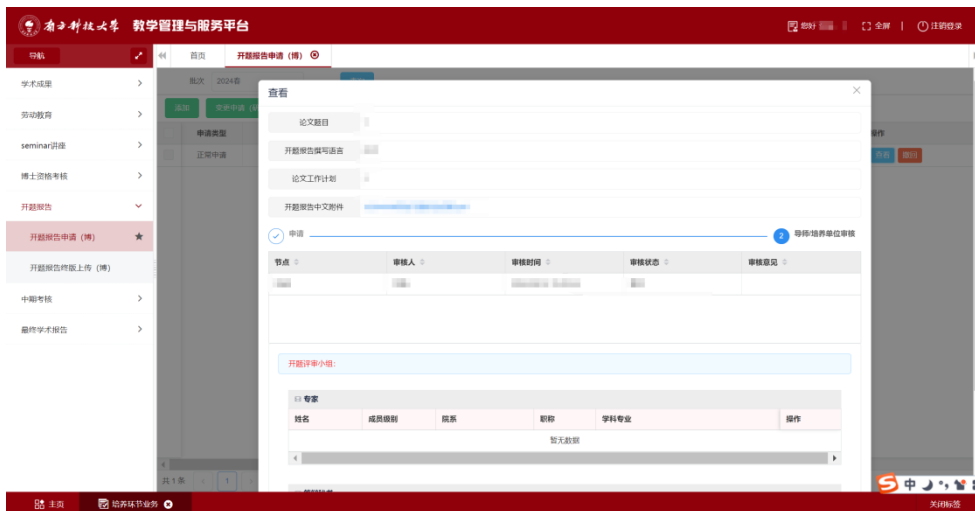 南方科技大学 教学管理与服务平台
您好 全屏 | 注销登录
导航 首页 开题报告申请（博）
学术成果
劳动教育
seminar讲座
博士资格考核
开题报告
开题报告申请（博）
开题报告终版上传（博）
中期考核
最终学术报告
批次 2024春
添加
申请类型 操作
正常申请 查看 撤回
查看
论文题目
开题报告撰写语言
论文工作计划
开题报告中文附件
申请 2 导师/培养单位审核
节点 审核人 审核时间 审核状态 审核意见
开题评审小组:
专家
姓名 成员级别 院系 职称 学科专业 操作
暂无数据
共 1 条 1
中
主页 培养环节业务 关闭标签